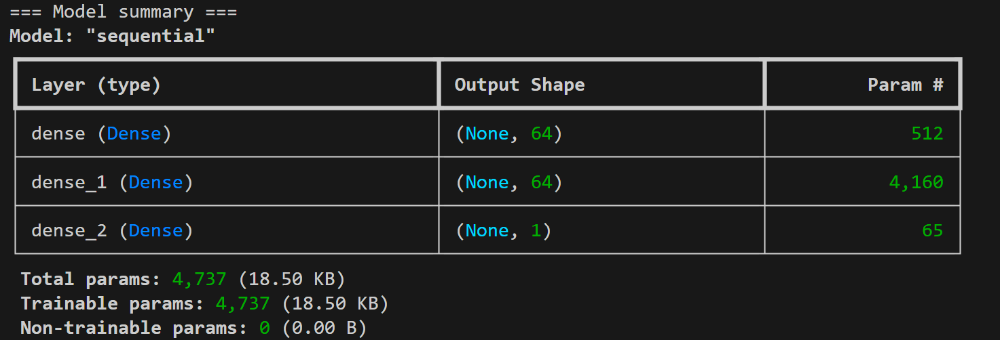 === Model summary ===
Model: "sequential"
Layer (type) Output Shape Param #
dense (Dense) (None, 64) 512
dense_1 (Dense) (None, 64) 4,160
dense_2 (Dense) (None, 1) 65
Total params: 4,737 (18.50 KB)
Trainable params: 4,737 (18.50 KB)
Non-trainable params: 0 (0.00 B)